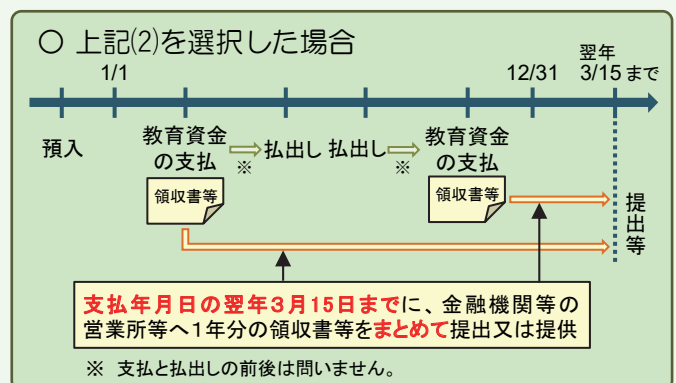 ○ 上記⑵を選択した場合
1/1
12/31
翌年
3/15 まで
預入
教育資金
の支払
※
払出し
払出し
※
教育資金
の支払
領収書等
領収書等
提出等
支払年月日の翌年3月15日までに、金融機関等の
営業所等へ1年分の領収書等をまとめて提出又は提供
※ 支払と払出しの前後は問いません。